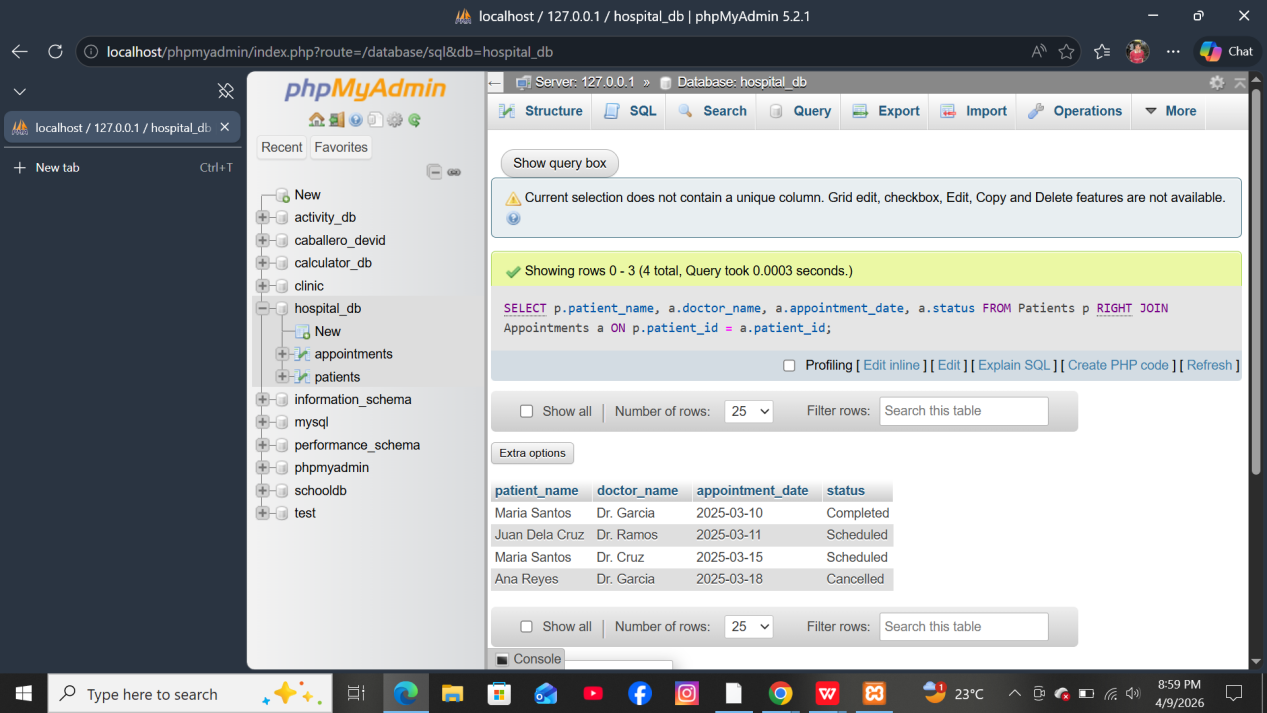 localhost / 127.0.0.1 / hospital_db | phpMyAdmin 5.2.1
localhost/phpmyadmin/index.php?route=/database/sql&db=hospital_db
Chat
localhost / 127.0.0.1 / hospital_db
New tab
Ctrl+T
phpMyAdmin
Recent
Favorites
New
activity_db
caballero_devid
calculator_db
clinic
hospital_db
New
appointments
patients
information_schema
mysql
performance_schema
phpmyadmin
schooldb
test
Server: 127.0.0.1 » Database: hospital_db
Structure SQL Search Query Export Import Operations More
Show query box
Current selection does not contain a unique column. Grid edit, checkbox, Edit, Copy and Delete features are not available.
Showing rows 0 - 3 (4 total, Query took 0.0003 seconds.)
SELECT p.patient_name, a.doctor_name, a.appointment_date, a.status FROM Patients p RIGHT JOIN
Appointments a ON p.patient_id = a.patient_id;
Profiling [ Edit inline ] [ Edit ] [ Explain SQL ] [ Create PHP code ] [ Refresh ]
Show all | Number of rows: 25 Filter rows: Search this table
Extra options
patient_name doctor_name appointment_date status
Maria Santos Dr. Garcia 2025-03-10 Completed
Juan Dela Cruz Dr. Ramos 2025-03-11 Scheduled
Maria Santos Dr. Cruz 2025-03-15 Scheduled
Ana Reyes Dr. Garcia 2025-03-18 Cancelled
Show all | Number of rows: 25 Filter rows: Search this table
Console
Type here to search
1
23°C
8:59 PM
4/9/2026